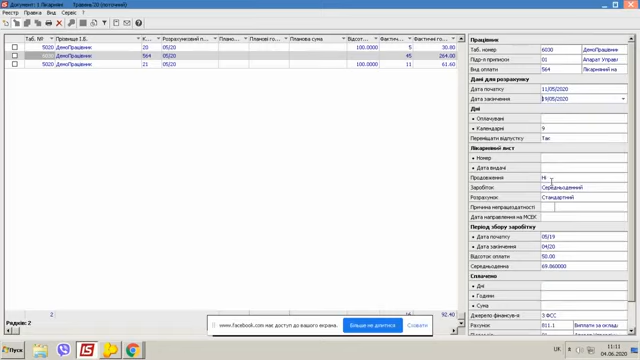 Документ: 1 Лікарняні Травень'20 (поточний)
Реєстр Правка Вид Сервіс ?
Таб. № Прізвище І.Б. К... Розрахунковий п... Плано... Планові го... Планова сума Відсот... Фактич... Фактичні го...
5020 ДемоПрацівник 20 05/20 100.0000 5 30.80
ДемоПрацівник 564 05/20 45 264.00
5020 ДемоПрацівник 21 05/20 100.0000 11 61.60
2 92.40
Рядків: 2
Працівник
Таб. номер 6030 ДемоПрацівни
Підр-л приписки 01 Апарат Управл
Вид оплати 564 Лікарняний на
Дані для розрахунку
Дата початку 11/05/2020
Дата закінчення 19/05/2020
Дні
Оплачувані
Календарні 9
Переміщати відпустку Так
Лікарняний лист
Номер
Дата видачі
Продовження Ні
Заробіток Середньоденний
Розрахунок Стандартний
Причина непрацездатності
Дата направлення на МСЕК
Період збору заробітку
Дата початку 05/19
Дата закінчення 04/20
Відсоток оплати 50.00
Середньоденна 69.860000
Сплачено
Дні
Години
Сума
Джерело фінансув-я 3 ФСС
Рахунок 811.1 Виплати за оклад
www.facebook.com має доступ до вашого екрана. Більше не ділитися Сховати
Пуск
UK
11:11
04.06.2020